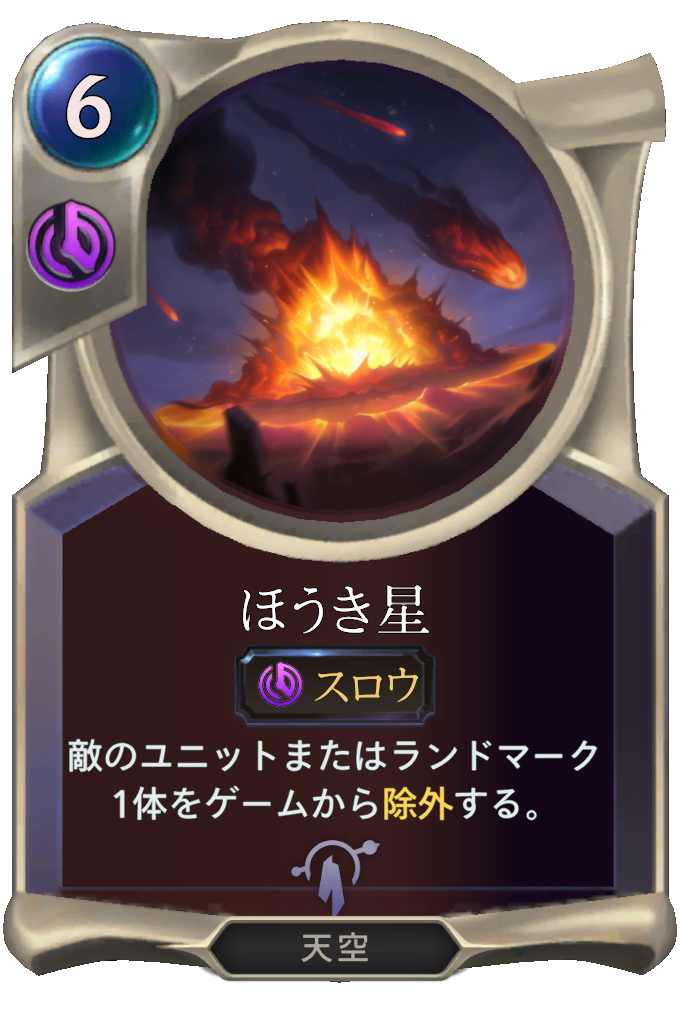 6
ほうき星
スロウ
敵のユニットまたはランドマーク
1体をゲームから除外する。
天空